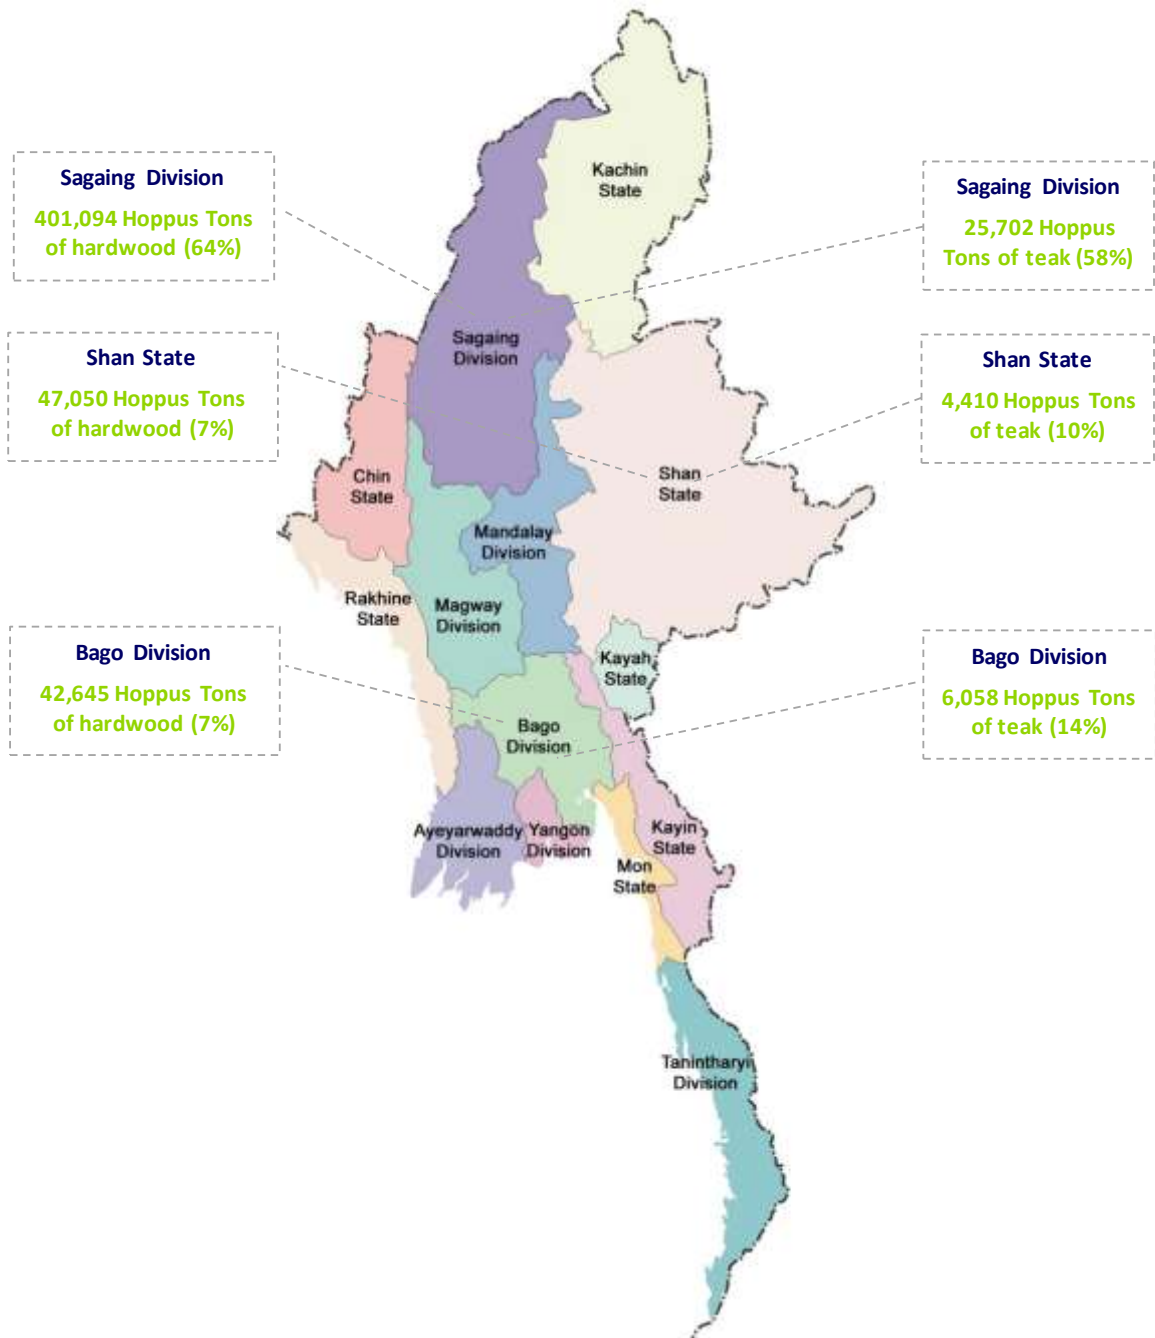 Sagaing Division
401,094 Hoppus Tons
of hardwood (64%)
Shan State
47,050 Hoppus Tons
of hardwood (7%)
Bago Division
42,645 Hoppus Tons
of hardwood (7%)
Kachin
State
Sagaing
Division
Chin
State
Shan
State
Mandalay
Division
Rakhine
State
Magway
Division
Kayah
State
Bago
Division
Ayeyarwaddy
Division
Yangon
Division
Kayin
State
Mon
State
Tanintharyi
Division
Sagaing Division
25,702 Hoppus
Tons of teak (58%)
Shan State
4,410 Hoppus Tons
of teak (10%)
Bago Division
6,058 Hoppus Tons
of teak (14%)